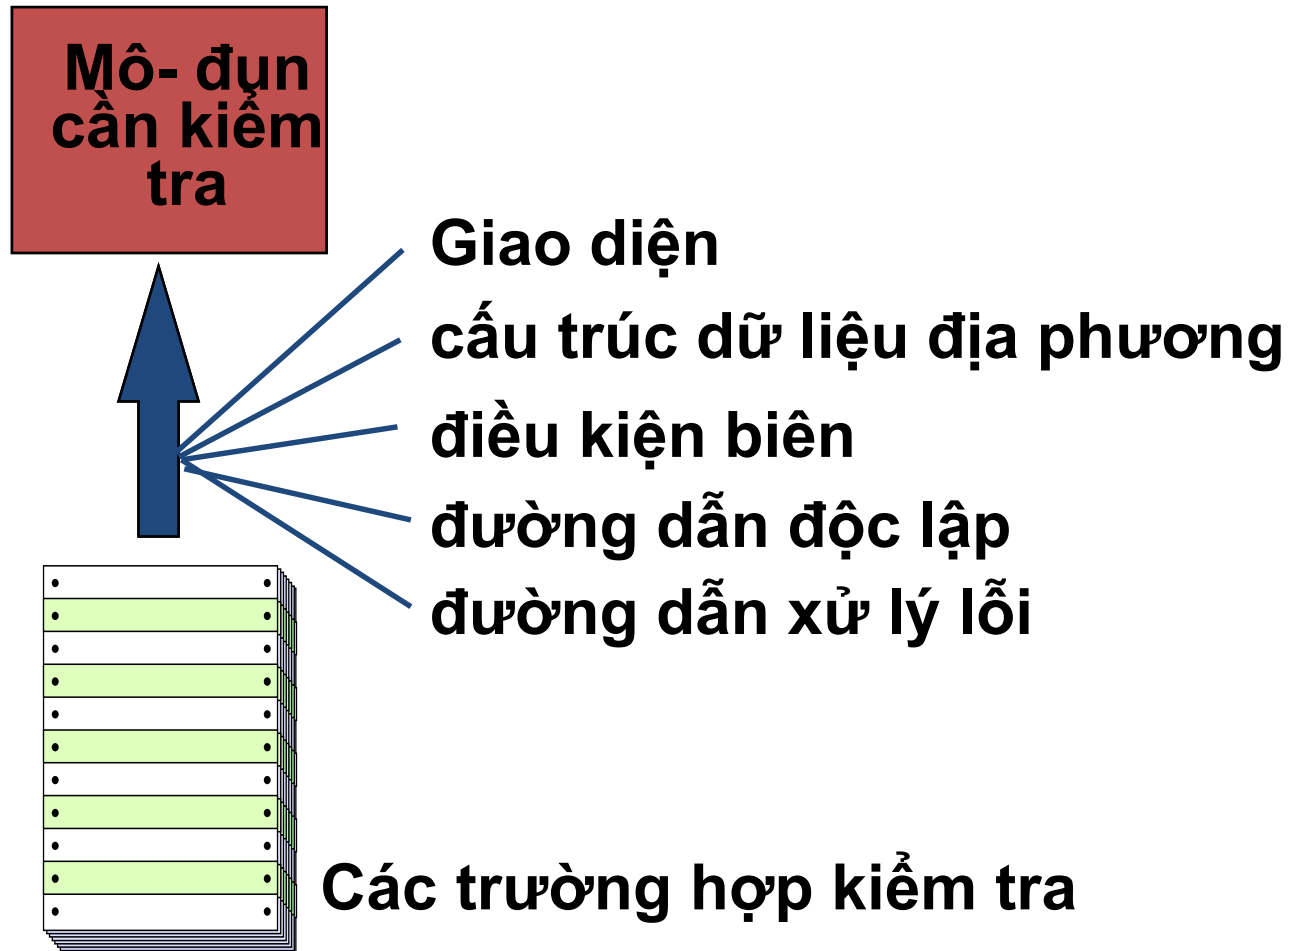 Mô- đun
cần kiểm
tra
Giao diện
cấu trúc dữ liệu địa phương
điều kiện biên
đường dẫn độc lập
đường dẫn xử lý lỗi
Các trường hợp kiểm tra